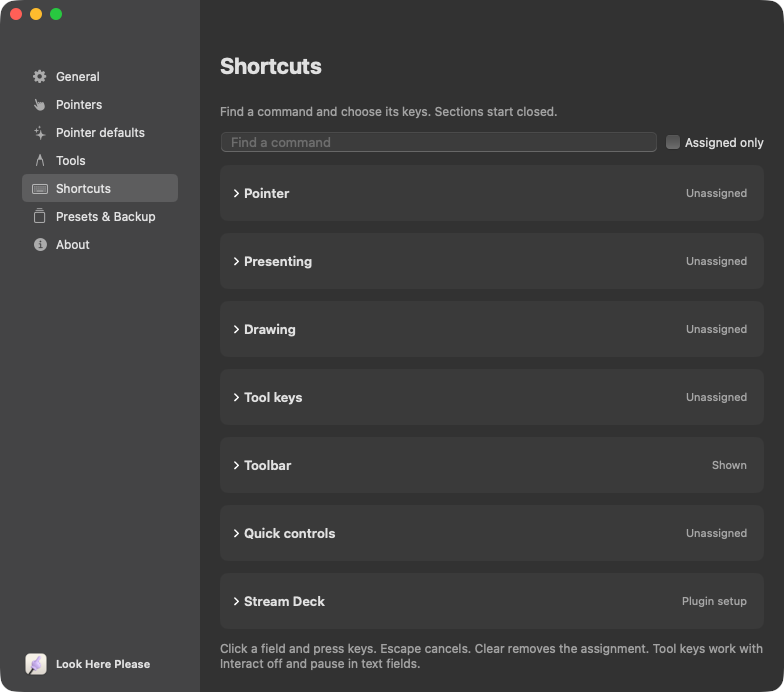 General
Pointers
Pointer defaults
Tools
Shortcuts
Presets & Backup
About
Look Here Please
Shortcuts
Find a command and choose its keys. Sections start closed.
Find a command
Assigned only
Pointer
Unassigned
Presenting
Unassigned
Drawing
Unassigned
Tool keys
Unassigned
Toolbar
Shown
Quick controls
Unassigned
Stream Deck
Plugin setup
Click a field and press keys. Escape cancels. Clear removes the assignment. Tool keys work with
Interact off and pause in text fields.